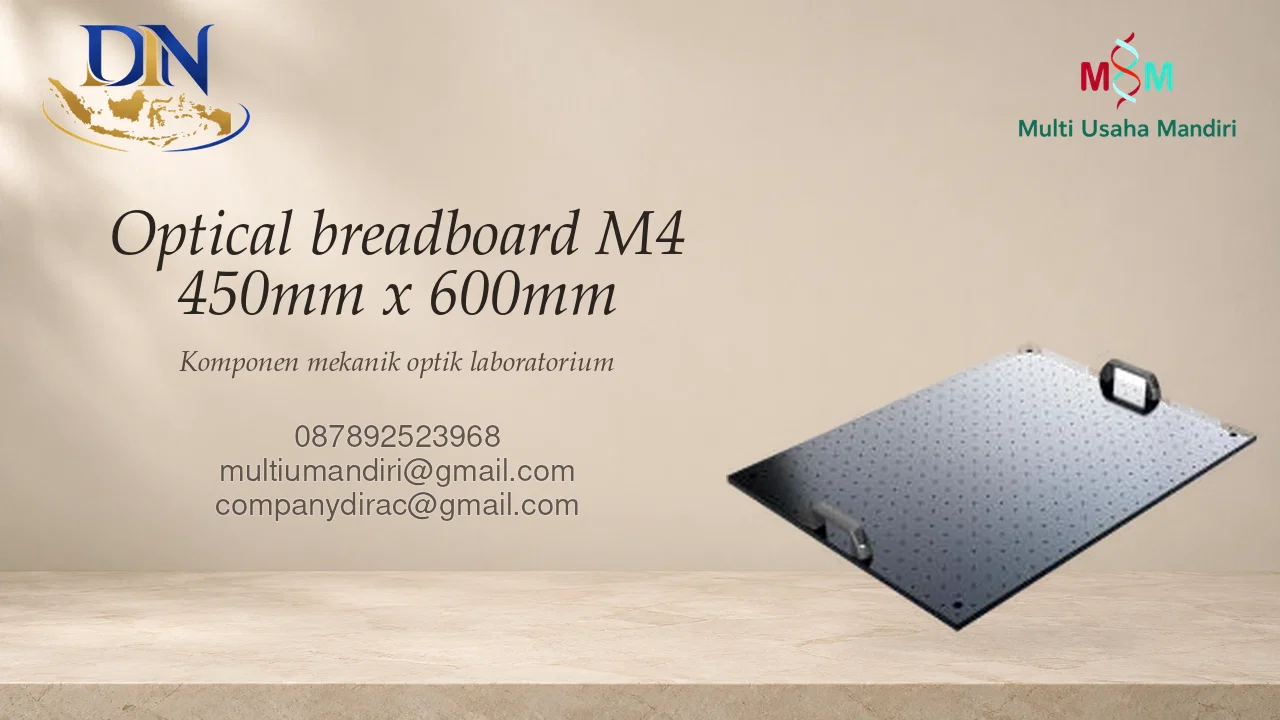 DN
M M
Multi Usaha Mandiri
Optical breadboard M4
450mm x 600mm
Komponen mekanik optik laboratorium
087892523968
multiumandiri@gmail.com
companydirac@gmail.com